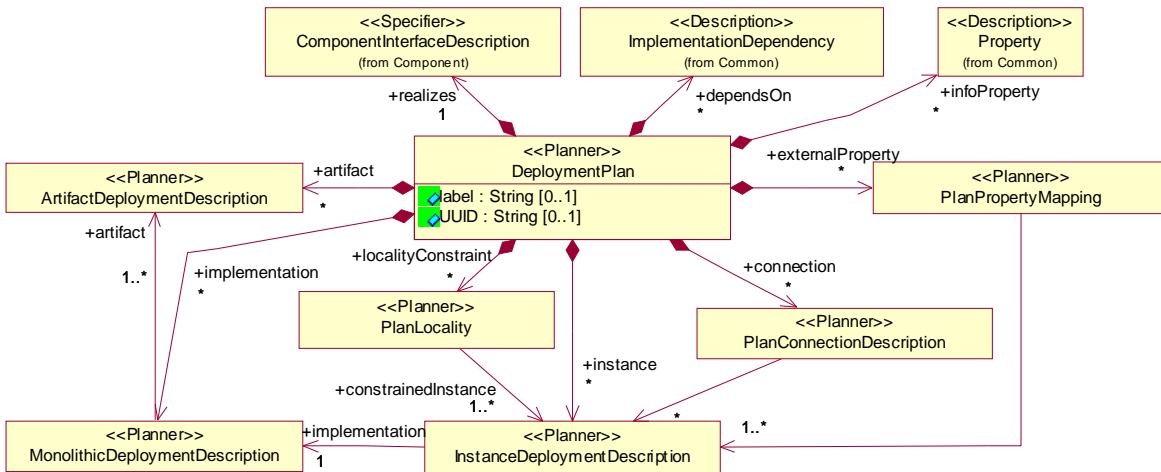 <<Specifier>>
ComponentInterfaceDescription
(from Component)
<<Description>>
ImplementationDependency
(from Common)
<<Description>>
Property
(from Common)
+realizes
1
+dependsOn
*
+infoProperty
*
<<Planner>>
DeploymentPlan
label : String [0..1]
UUID : String [0..1]
+externalProperty
*
<<Planner>>
PlanPropertyMapping
+artifact
*
<<Planner>>
ArtifactDeploymentDescription
+artifact
1..*
+implementation
*
+localityConstraint
*
+connection
*
<<Planner>>
PlanLocality
<<Planner>>
PlanConnectionDescription
+instance
*
+constrainedInstance
1..*
*
1..*
<<Planner>>
MonolithicDeploymentDescription
+implementation
1
<<Planner>>
InstanceDeploymentDescription